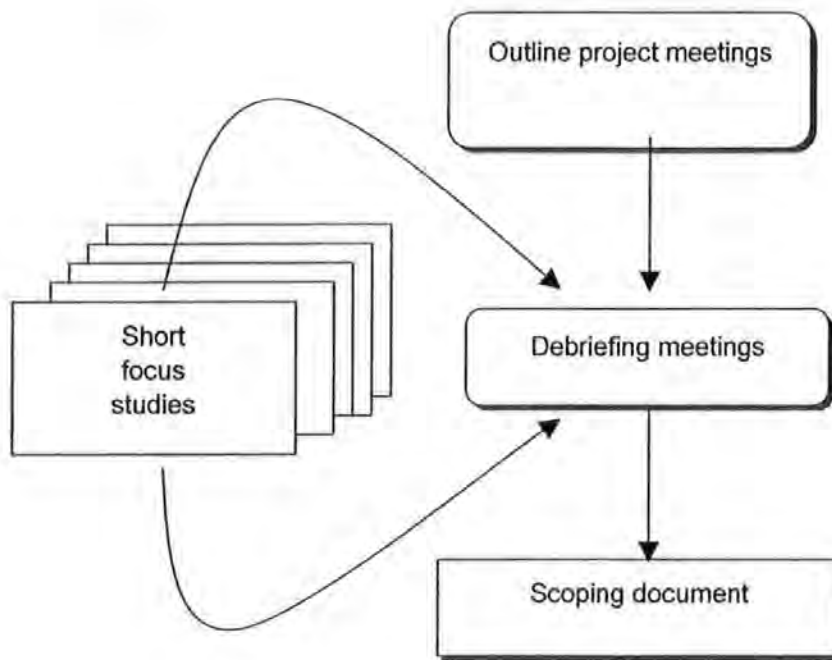 Outline project meetings
Short
focus
studies
Debriefing meetings
Scoping document